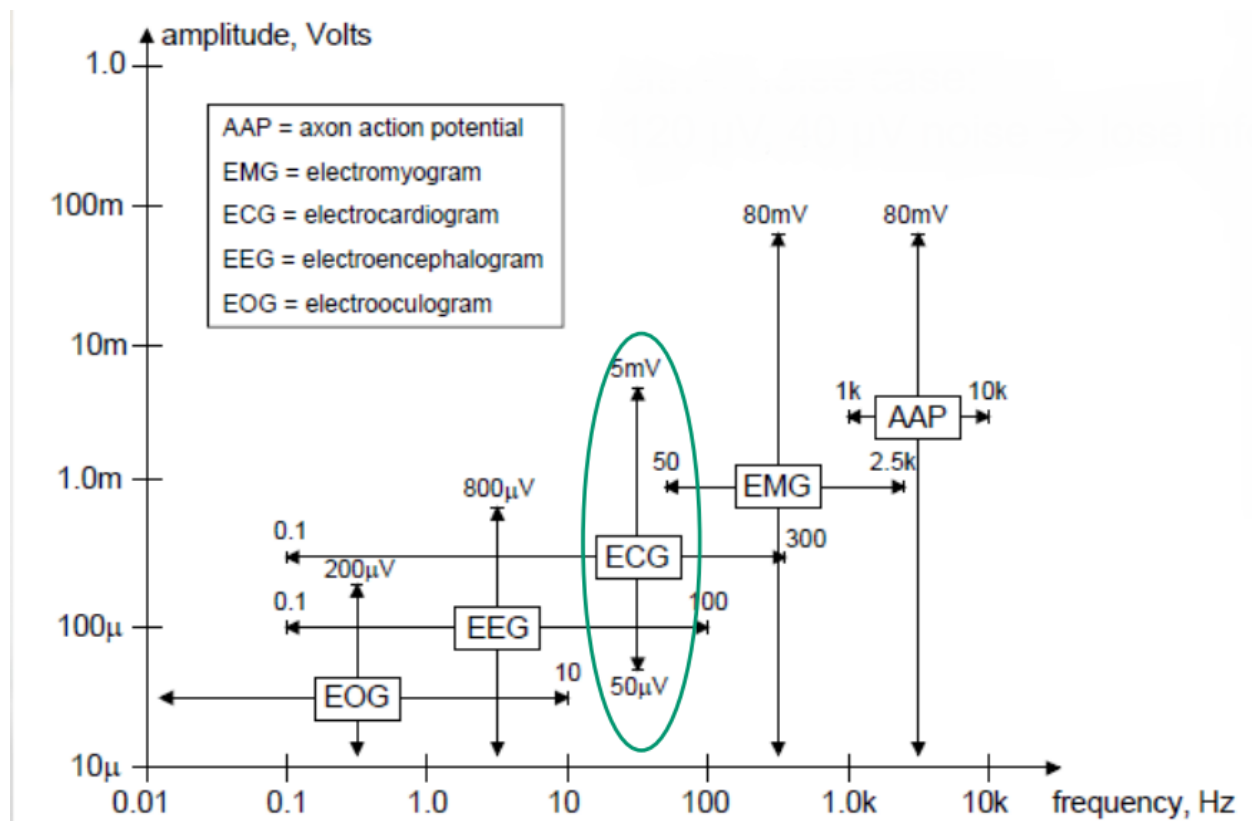 amplitude, Volts
1.0
AAP = axon action potential
EMG = electromyogram
ECG = electrocardiogram
EEG = electroencephalogram
EOG = electrooculogram
100m
80mV
80mV
10m
5mV
1k
10k
AAP
50
2.5k
1.0m
EMG
800µV
0.1
ECG
300
200µV
0.1
100
100µ
EEG
10
50µV
EOG
10µ
0.01
0.1
1.0
10
100
1.0k
10k
frequency, Hz